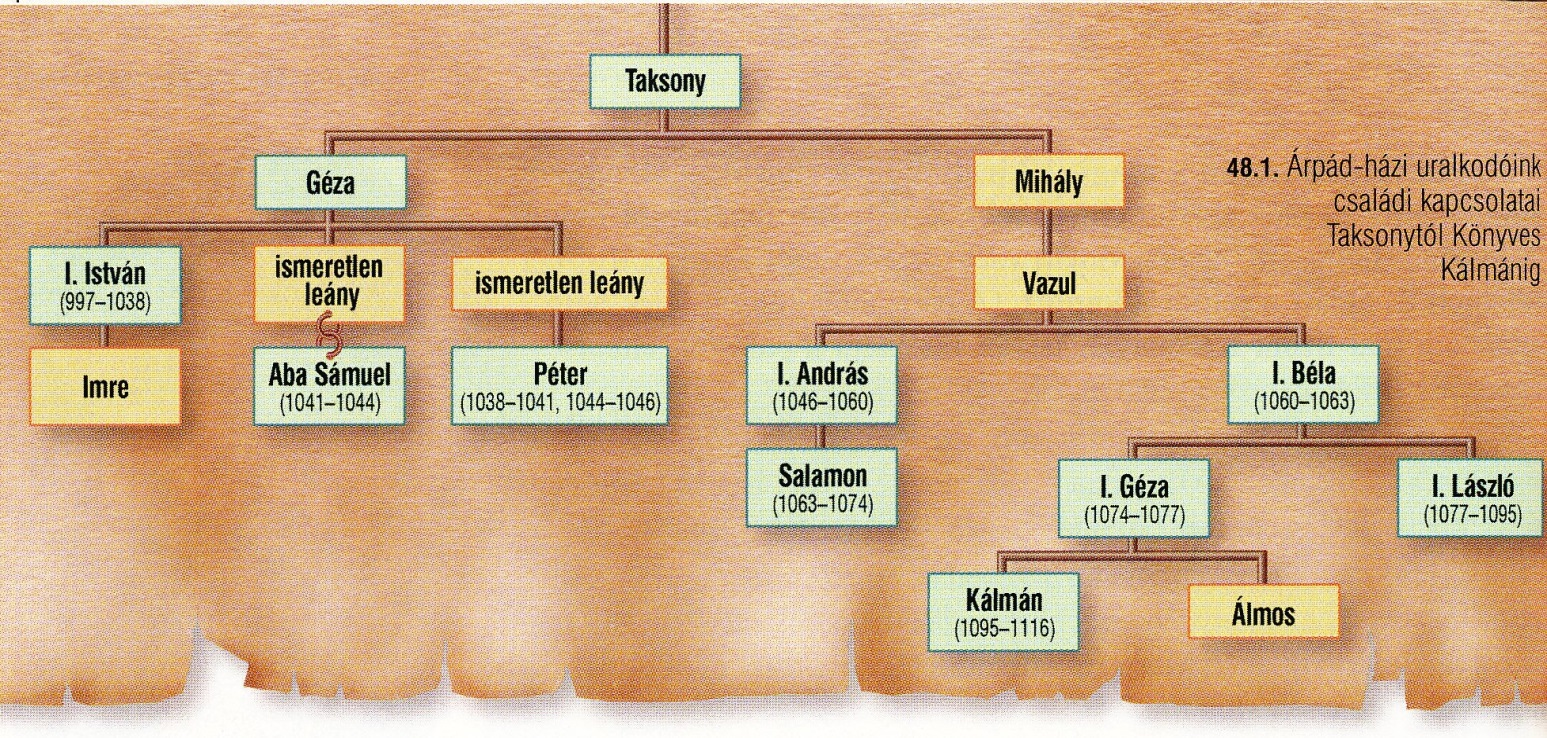 Taksony
Géza
Mihály
48.1. Árpád-házi uralkodóink
családi kapcsolatai
Taksonytól Könyves
Kálmánig
I. István
(997–1038)
ismeretlen
leány
ismeretlen leány
Vazul
Imre
Aba Sámuel
(1041–1044)
Péter
(1038–1041, 1044–1046)
I. András
(1046–1060)
I. Béla
(1060–1063)
Salamon
(1063–1074)
I. Géza
(1074–1077)
I. László
(1077–1095)
Kálmán
(1095–1116)
Álmos